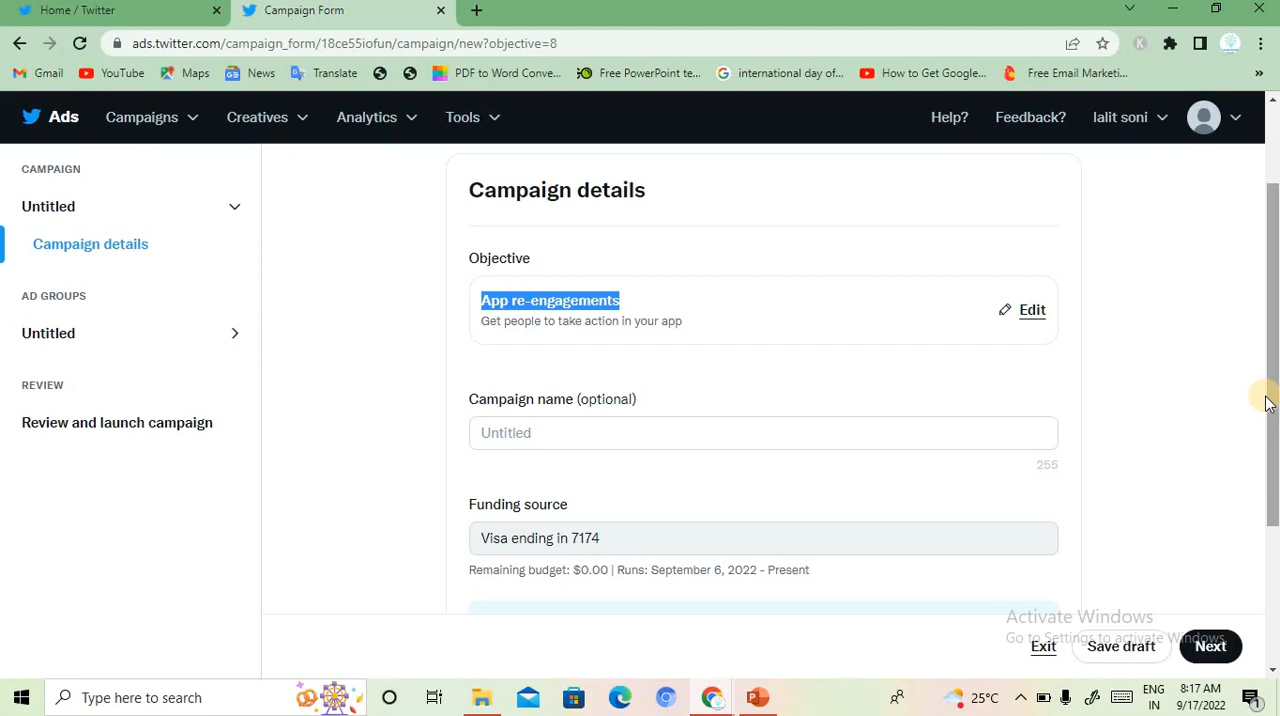 Home / Twitter
Campaign Form
ads.twitter.com/campaign_form/18ce55iofun/campaign/new?objective=8
Gmail
YouTube
Maps
News
Translate
PDF to Word Conve...
Free PowerPoint te...
international day of...
How to Get Google...
Free Email Marketi...
»
Ads
Campaigns
Creatives
Analytics
Tools
Help?
Feedback?
lalit soni
CAMPAIGN
Untitled
Campaign details
AD GROUPS
Untitled
REVIEW
Review and launch campaign
Campaign details
Objective
App re-engagements
Get people to take action in your app
Edit
Campaign name (optional)
Untitled
255
Funding source
Visa ending in 7174
Remaining budget: $0.00 | Runs: September 6, 2022 - Present
Activate Windows
Go to Settings to activate Windows.
Exit
Save draft
Next
Type here to search
25°C
ENG
IN
8:17 AM
9/17/2022
1